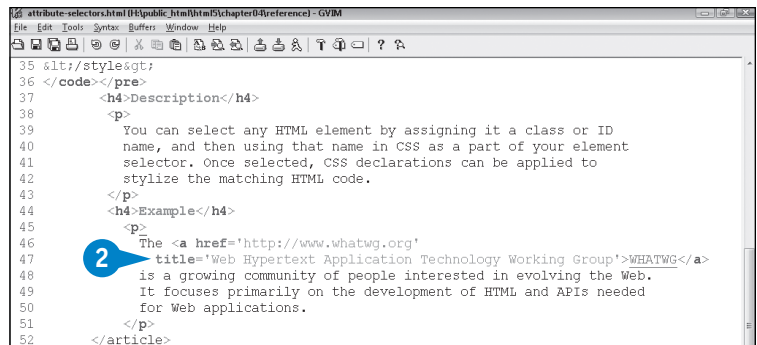 attribute-selectors.html (H:\public_html\html5\chapter04\reference) - GVIM
File Edit Tools Syntax Buffers Window Help
35 &lt;/style&gt;
36 </code></pre>
37 <h4>Description</h4>
38 <p>
39 You can select any HTML element by assigning it a class or ID
40 name, and then using that name in CSS as a part of your element
41 selector. Once selected, CSS declarations can be applied to
42 stylize the matching HTML code.
43 </p>
44 <h4>Example</h4>
45 <p>
46 The <a href='http://www.whatwg.org'
2
47 title='Web Hypertext Application Technology Working Group'>WHATWG</a>
48 is a growing community of people interested in evolving the Web.
49 It focuses primarily on the development of HTML and APIs needed
50 for Web applications.
51 </p>
52 </article>